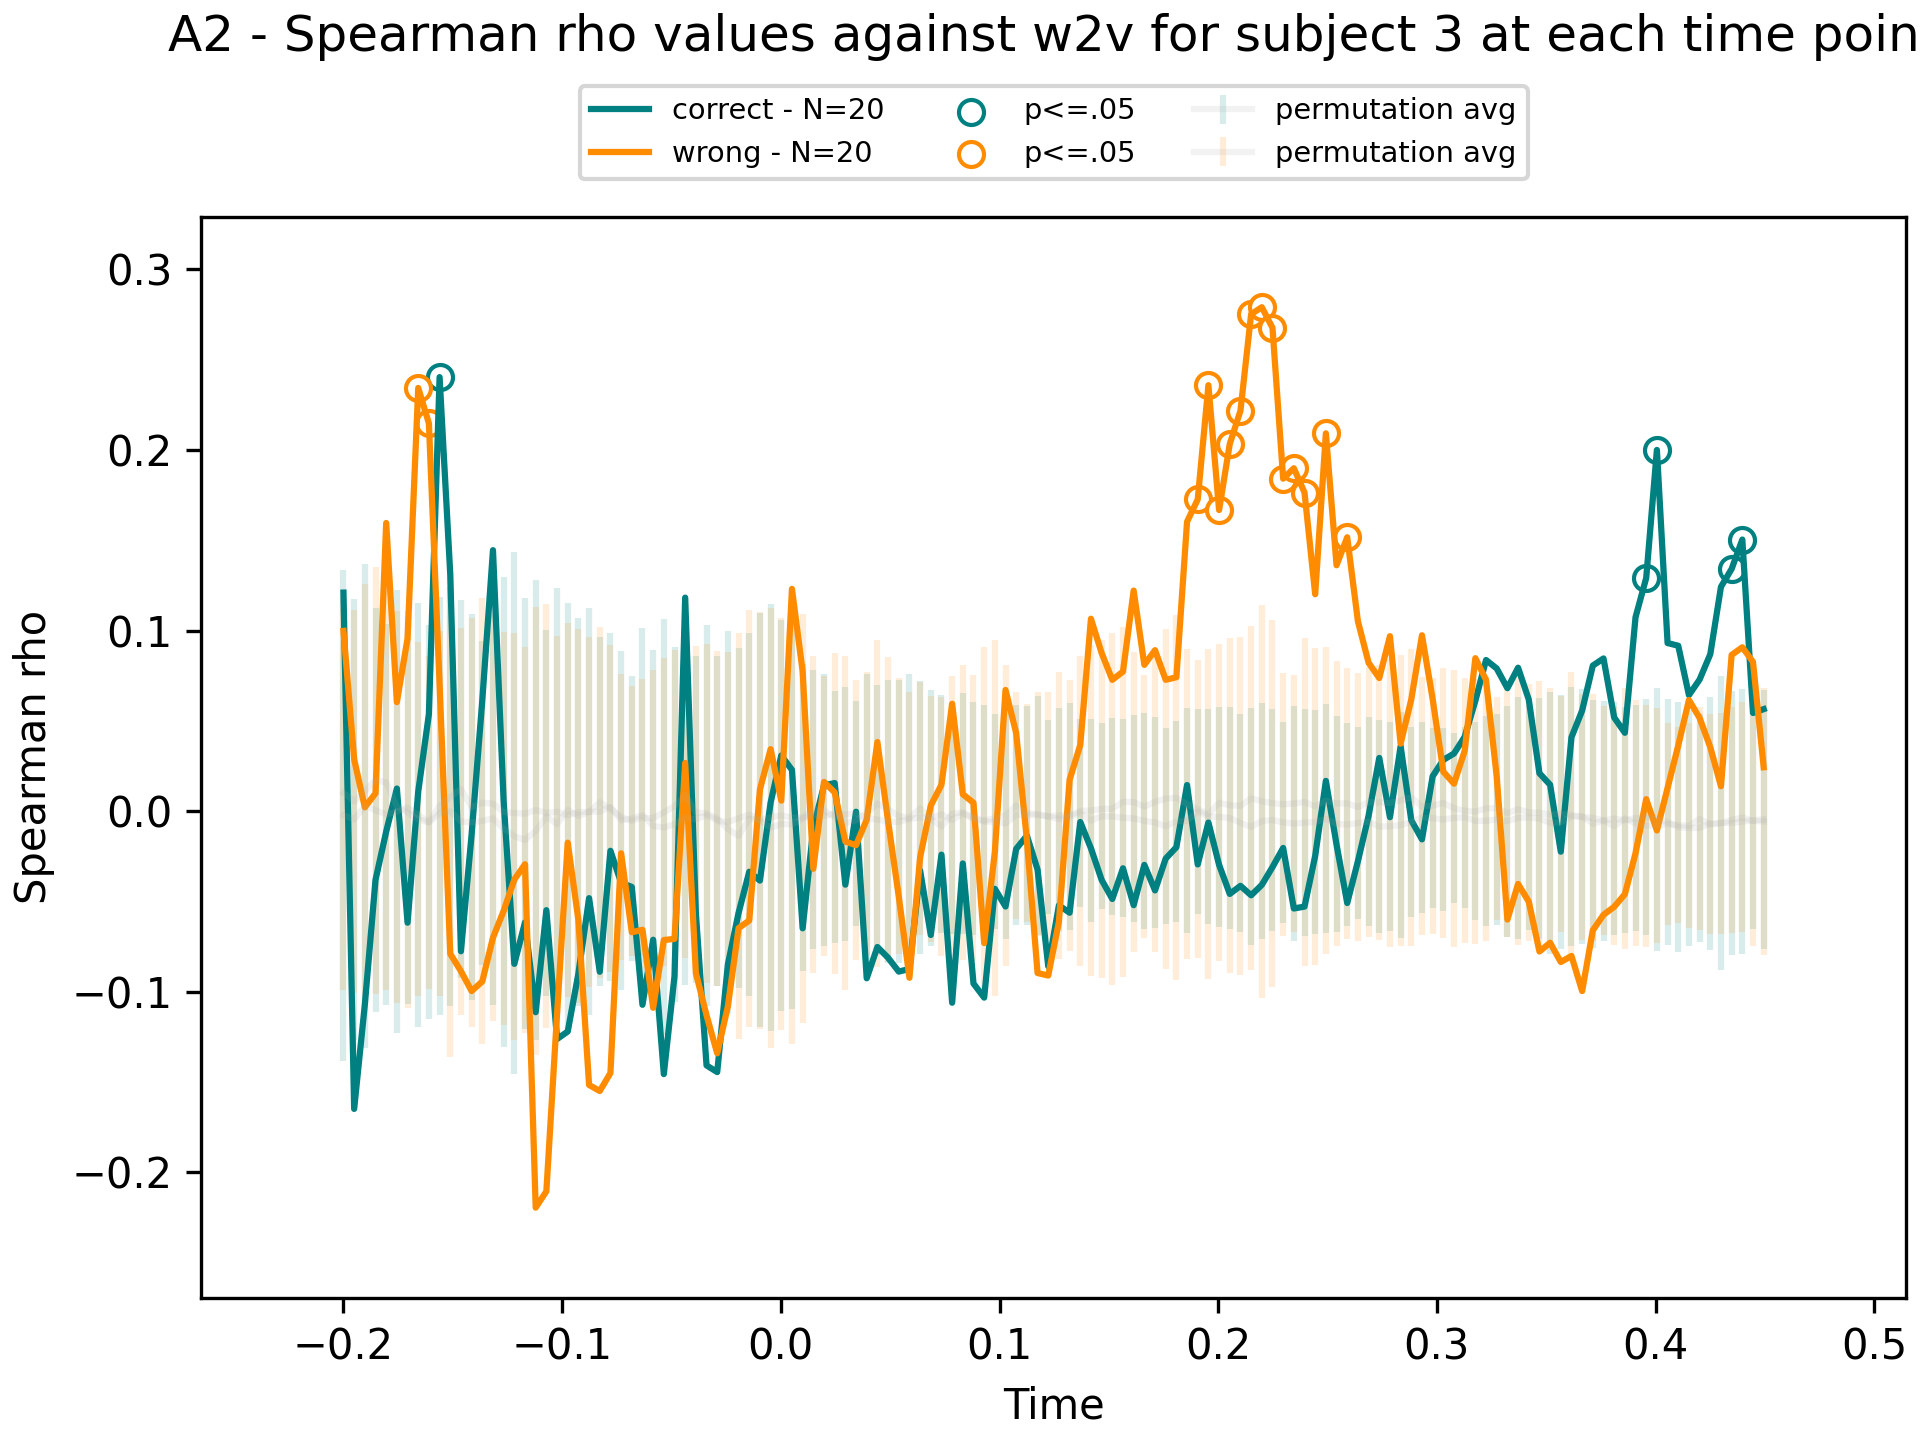 A2 - Spearman rho values against w2v for subject 3 at each time poin
correct - N=20
wrong - N=20
p<=.05
p<=.05
permutation avg
permutation avg
Spearman rho
0.3
0.2
0.1
0.0
−0.1
−0.2
−0.2
−0.1
0.0
0.1
0.2
0.3
0.4
0.5
Time